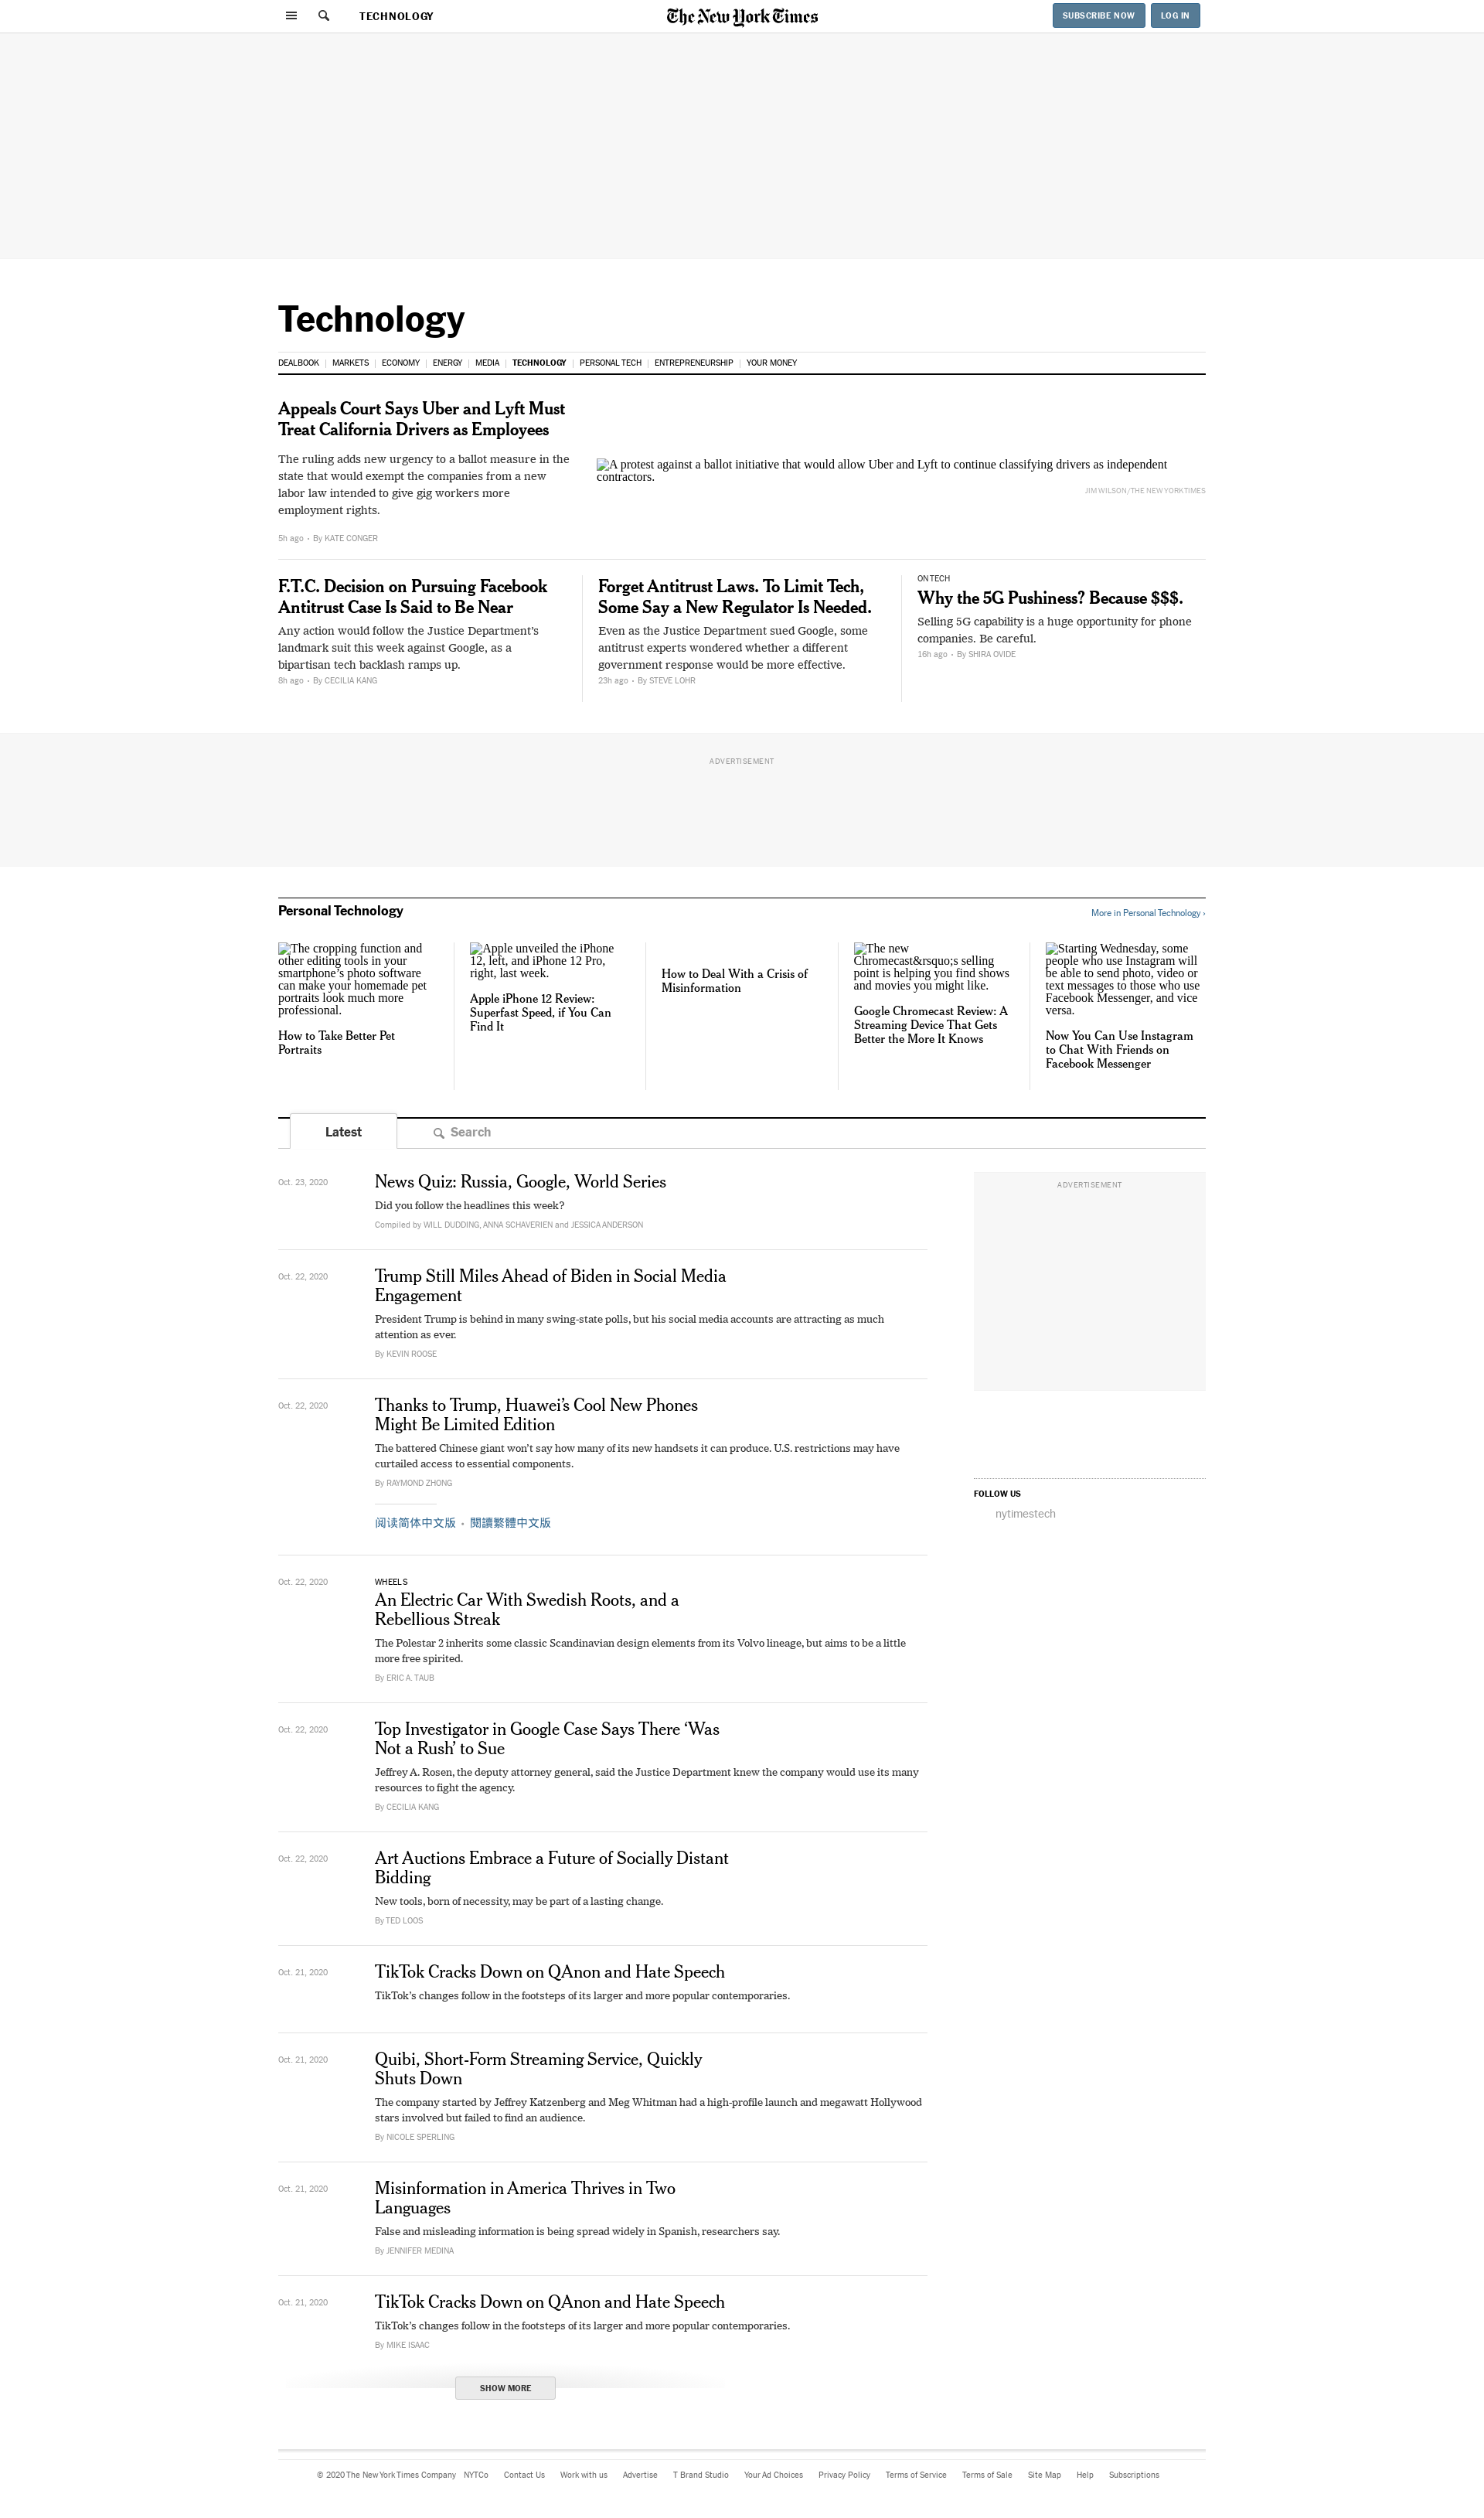 TECHNOLOGY
The New York Times
SUBSCRIBE NOW
LOG IN
Technology
DEALBOOK | MARKETS | ECONOMY | ENERGY | MEDIA | TECHNOLOGY | PERSONAL TECH | ENTREPRENEURSHIP | YOUR MONEY
Appeals Court Says Uber and Lyft Must
Treat California Drivers as Employees
The ruling adds new urgency to a ballot measure in the
state that would exempt the companies from a new
labor law intended to give gig workers more
employment rights.
5h ago • By KATE CONGER
A protest against a ballot initiative that would allow Uber and Lyft to continue classifying drivers as independent
contractors.
JIM WILSON/THE NEW YORK TIMES
F.T.C. Decision on Pursuing Facebook
Antitrust Case Is Said to Be Near
Any action would follow the Justice Department’s
landmark suit this week against Google, as a
bipartisan tech backlash ramps up.
8h ago • By CECILIA KANG
Forget Antitrust Laws. To Limit Tech,
Some Say a New Regulator Is Needed.
Even as the Justice Department sued Google, some
antitrust experts wondered whether a different
government response would be more effective.
23h ago • By STEVE LOHR
ON TECH
Why the 5G Pushiness? Because $$$.
Selling 5G capability is a huge opportunity for phone
companies. Be careful.
16h ago • By SHIRA OVIDE
ADVERTISEMENT
Personal Technology
More in Personal Technology ›
The cropping function and
other editing tools in your
smartphone’s photo software
can make your homemade pet
portraits look much more
professional.
How to Take Better Pet
Portraits
Apple unveiled the iPhone
12, left, and iPhone 12 Pro,
right, last week.
Apple iPhone 12 Review:
Superfast Speed, if You Can
Find It
How to Deal With a Crisis of
Misinformation
The new
Chromecast&rsquo;s selling
point is helping you find shows
and movies you might like.
Google Chromecast Review: A
Streaming Device That Gets
Better the More It Knows
Starting Wednesday, some
people who use Instagram will
be able to send photo, video or
text messages to those who use
Facebook Messenger, and vice
versa.
Now You Can Use Instagram
to Chat With Friends on
Facebook Messenger
Latest
Search
Oct. 23, 2020
News Quiz: Russia, Google, World Series
Did you follow the headlines this week?
Compiled by WILL DUDDING, ANNA SCHAVERIEN and JESSICA ANDERSON
ADVERTISEMENT
Oct. 22, 2020
Trump Still Miles Ahead of Biden in Social Media
Engagement
President Trump is behind in many swing-state polls, but his social media accounts are attracting as much
attention as ever.
By KEVIN ROOSE
Oct. 22, 2020
Thanks to Trump, Huawei’s Cool New Phones
Might Be Limited Edition
The battered Chinese giant won’t say how many of its new handsets it can produce. U.S. restrictions may have
curtailed access to essential components.
By RAYMOND ZHONG
阅读简体中文版 • 閱讀繁體中文版
FOLLOW US
nytimestech
Oct. 22, 2020
WHEELS
An Electric Car With Swedish Roots, and a
Rebellious Streak
The Polestar 2 inherits some classic Scandinavian design elements from its Volvo lineage, but aims to be a little
more free spirited.
By ERIC A. TAUB
Oct. 22, 2020
Top Investigator in Google Case Says There ‘Was
Not a Rush’ to Sue
Jeffrey A. Rosen, the deputy attorney general, said the Justice Department knew the company would use its many
resources to fight the agency.
By CECILIA KANG
Oct. 22, 2020
Art Auctions Embrace a Future of Socially Distant
Bidding
New tools, born of necessity, may be part of a lasting change.
By TED LOOS
Oct. 21, 2020
TikTok Cracks Down on QAnon and Hate Speech
TikTok’s changes follow in the footsteps of its larger and more popular contemporaries.
Oct. 21, 2020
Quibi, Short-Form Streaming Service, Quickly
Shuts Down
The company started by Jeffrey Katzenberg and Meg Whitman had a high-profile launch and megawatt Hollywood
stars involved but failed to find an audience.
By NICOLE SPERLING
Oct. 21, 2020
Misinformation in America Thrives in Two
Languages
False and misleading information is being spread widely in Spanish, researchers say.
By JENNIFER MEDINA
Oct. 21, 2020
TikTok Cracks Down on QAnon and Hate Speech
TikTok’s changes follow in the footsteps of its larger and more popular contemporaries.
By MIKE ISAAC
SHOW MORE
© 2020 The New York Times Company NYTCo Contact Us Work with us Advertise T Brand Studio Your Ad Choices Privacy Policy Terms of Service Terms of Sale Site Map Help Subscriptions